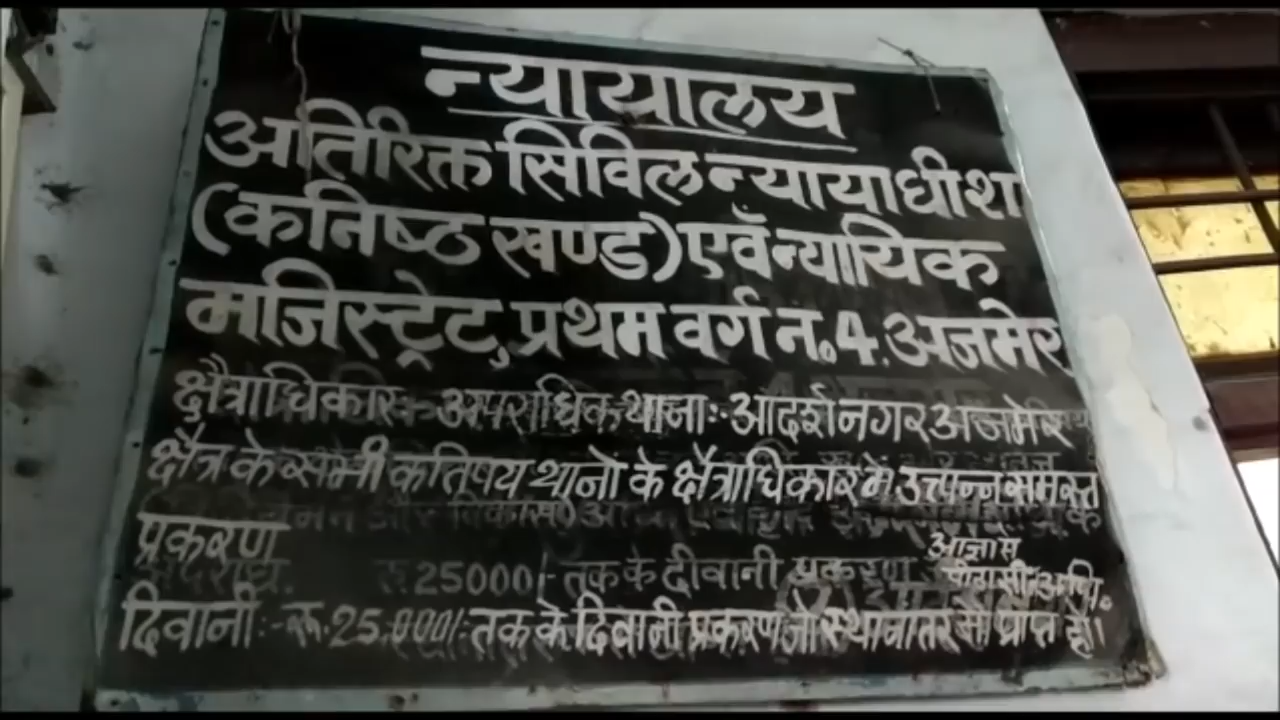 न्यायालय
अतिरिक्त सिविल न्यायाधीश
(कनिष्ठ खण्ड) एवँ न्यायिक
मजिस्ट्रेट, प्रथम वर्ग न॰ 4. अजमेर
क्षैत्राधिकार:- अपराधिक थाना:- आदर्श नगर अजमेर
क्षैत्र के सभी कतिपय थानो के क्षैत्राधिकार मे उत्पन्न समस्त
प्रकरण
रु. 25000/- तक के दीवानी प्रकरण
दिवानी:- रू. 25,000/- तक के दिवानी प्रकरण जो स्थानातर से प्राप्त हो।